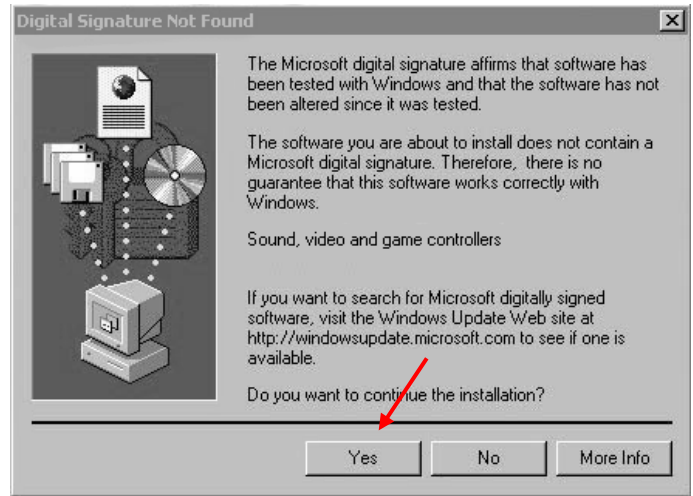 Digital Signature Not Found
The Microsoft digital signature affirms that software has
been tested with Windows and that the software has not
been altered since it was tested.
The software you are about to install does not contain a
Microsoft digital signature. Therefore, there is no
guarantee that this software works correctly with
Windows.
Sound, video and game controllers
If you want to search for Microsoft digitally signed
software, visit the Windows Update Web site at
http://windowsupdate.microsoft.com to see if one is
available.
Do you want to continue the installation?
Yes
No
More Info